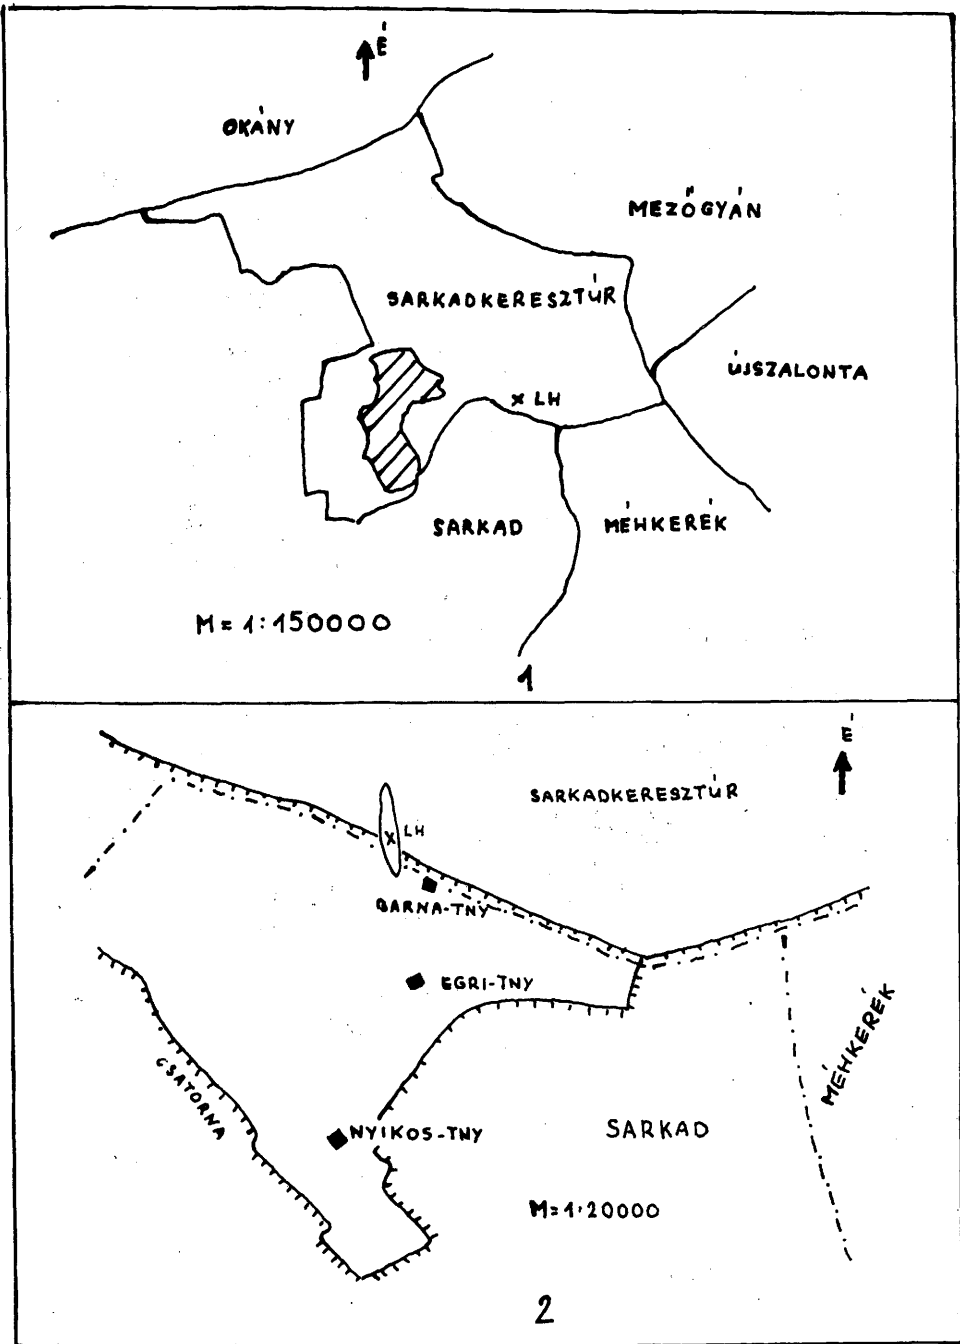 É
OKÁNY
MEZŐGYÁN
SARKADKERESZTÚR
ÚJSZALONTA
x LH
SARKAD
MÉHKERÉK
M = 1:150000
1
É
SARKADKERESZTÚR
x LH
BARNA-TNY
EGRI-TNY
MÉHKERÉK
CSATORNA
NYIKOS-TNY
SARKAD
M=1:20000
2